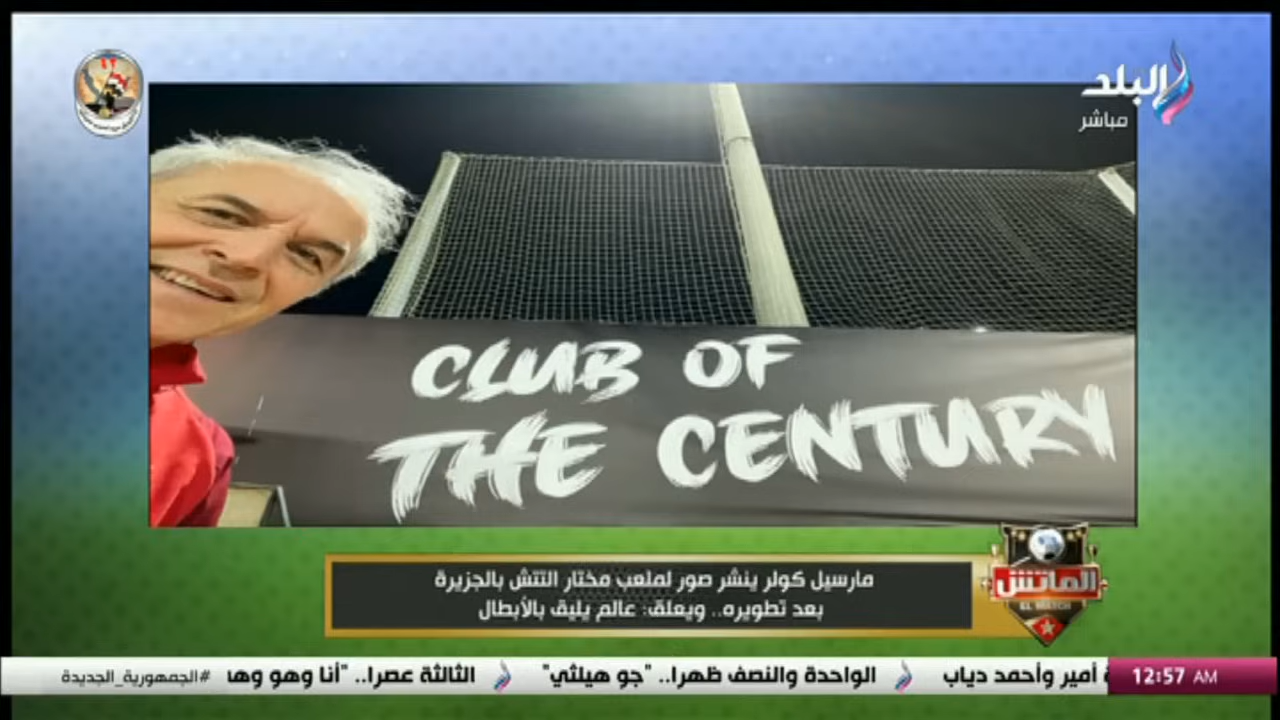 البلد
مباشر
CLUB OF
THE CENTURY
مارسيل كولر ينشر صور لملعب مختار التتش بالجزيرة
بعد تطويره.. ويعلق: عالم يليق بالأبطال
الماتش
EL MATCH
أمير وأحمد دياب
الواحدة والنصف ظهرا.. "جو هيلثي"
الثالثة عصرا.. "أنا وهو وهـ
#الجمهورية_الجديدة
12:57 AM